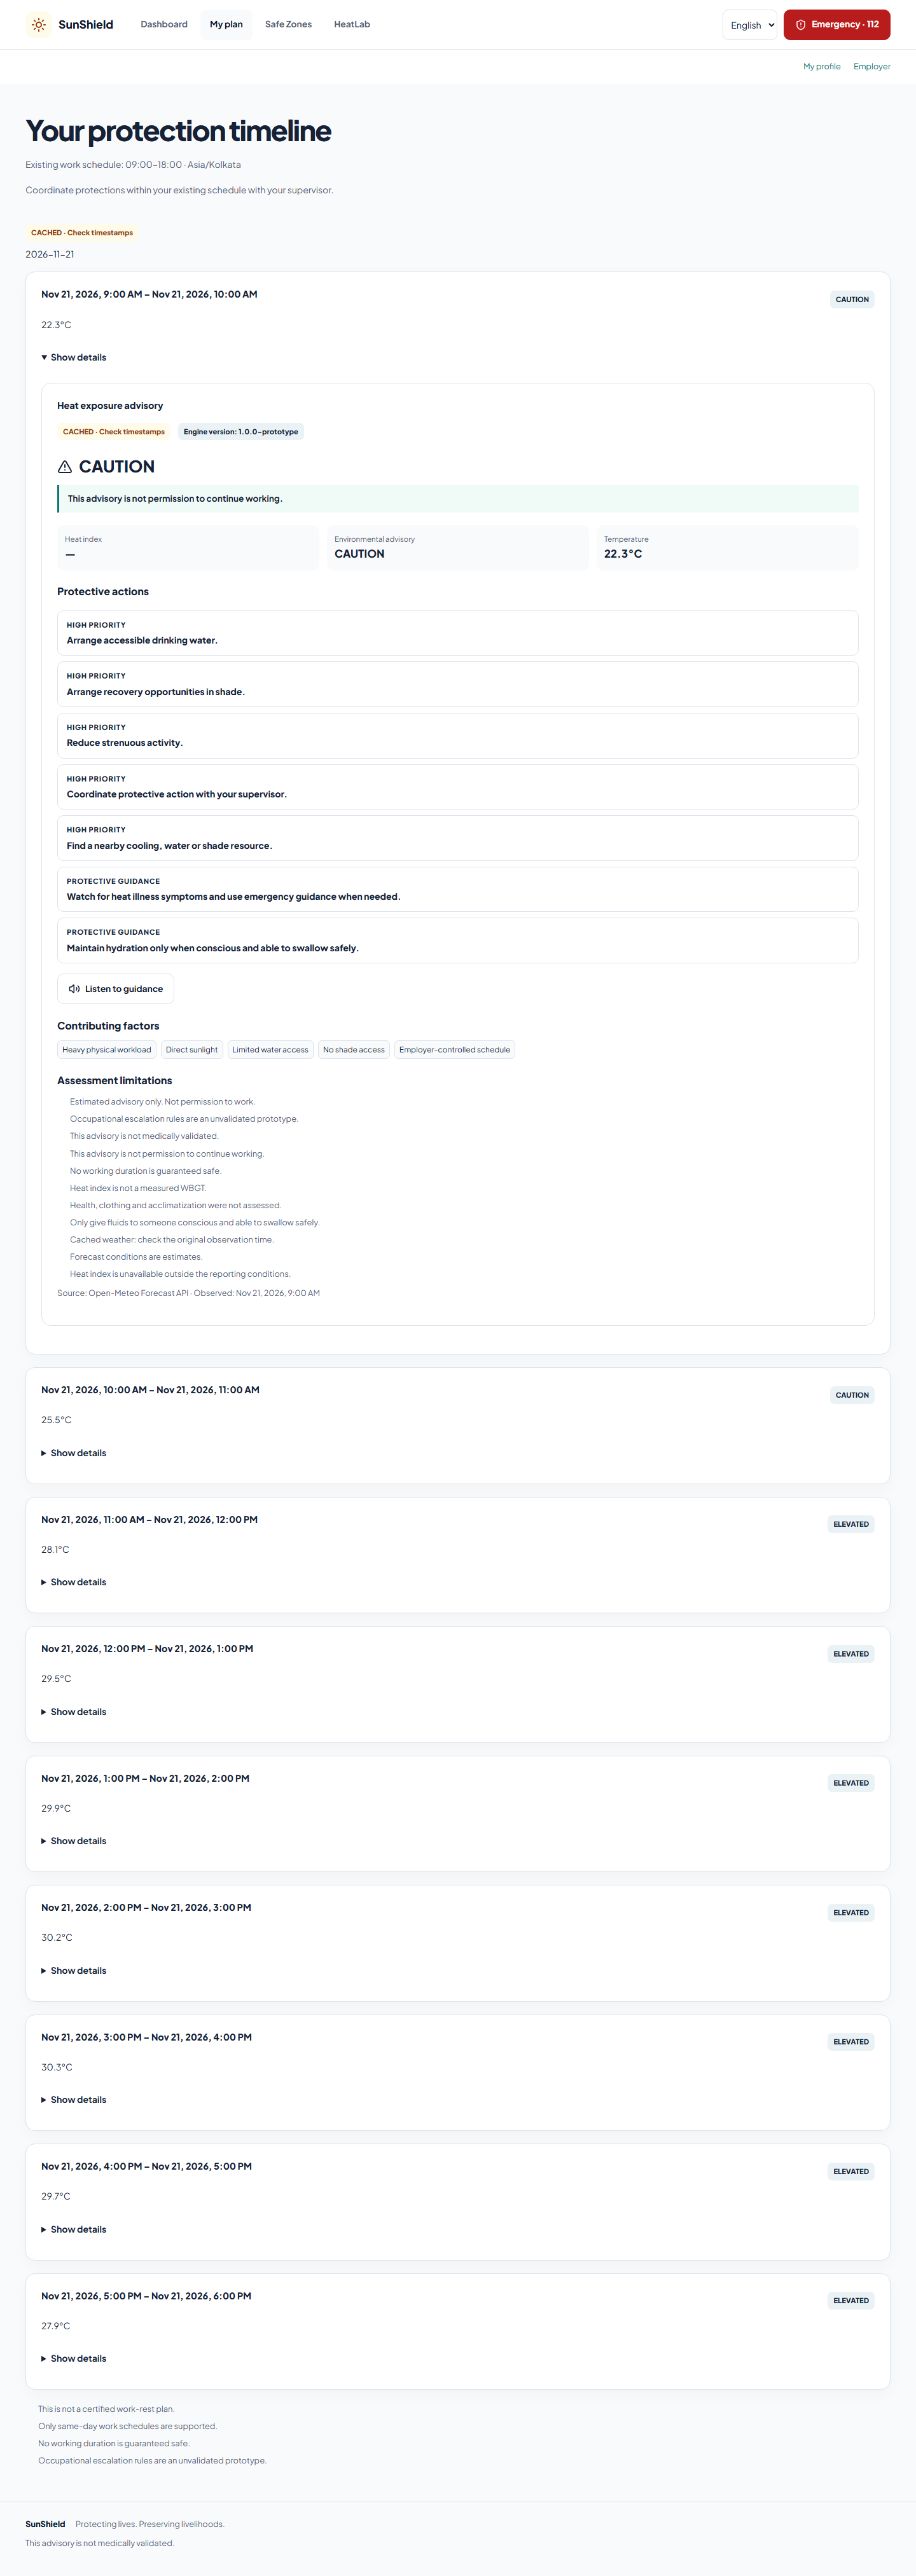 SunShield
Dashboard
My plan
Safe Zones
HeatLab
English
Emergency · 112
My profile
Employer
Your protection timeline
Existing work schedule: 09:00–18:00 · Asia/Kolkata
Coordinate protections within your existing schedule with your supervisor.
CACHED · Check timestamps
2026-11-21
Nov 21, 2026, 9:00 AM – Nov 21, 2026, 10:00 AM
CAUTION
22.3°C
Show details
Heat exposure advisory
CACHED · Check timestamps
Engine version: 1.0.0-prototype
CAUTION
This advisory is not permission to continue working.
Heat index
—
Environmental advisory
CAUTION
Temperature
22.3°C
Protective actions
HIGH PRIORITY
Arrange accessible drinking water.
HIGH PRIORITY
Arrange recovery opportunities in shade.
HIGH PRIORITY
Reduce strenuous activity.
HIGH PRIORITY
Coordinate protective action with your supervisor.
HIGH PRIORITY
Find a nearby cooling, water or shade resource.
PROTECTIVE GUIDANCE
Watch for heat illness symptoms and use emergency guidance when needed.
PROTECTIVE GUIDANCE
Maintain hydration only when conscious and able to swallow safely.
Listen to guidance
Contributing factors
Heavy physical workload
Direct sunlight
Limited water access
No shade access
Employer-controlled schedule
Assessment limitations
Estimated advisory only. Not permission to work.
Occupational escalation rules are an unvalidated prototype.
This advisory is not medically validated.
This advisory is not permission to continue working.
No working duration is guaranteed safe.
Heat index is not a measured WBGT.
Health, clothing and acclimatization were not assessed.
Only give fluids to someone conscious and able to swallow safely.
Cached weather: check the original observation time.
Forecast conditions are estimates.
Heat index is unavailable outside the reporting conditions.
Source: Open-Meteo Forecast API · Observed: Nov 21, 2026, 9:00 AM
Nov 21, 2026, 10:00 AM – Nov 21, 2026, 11:00 AM
CAUTION
25.5°C
Show details
Nov 21, 2026, 11:00 AM – Nov 21, 2026, 12:00 PM
ELEVATED
28.1°C
Show details
Nov 21, 2026, 12:00 PM – Nov 21, 2026, 1:00 PM
ELEVATED
29.5°C
Show details
Nov 21, 2026, 1:00 PM – Nov 21, 2026, 2:00 PM
ELEVATED
29.9°C
Show details
Nov 21, 2026, 2:00 PM – Nov 21, 2026, 3:00 PM
ELEVATED
30.2°C
Show details
Nov 21, 2026, 3:00 PM – Nov 21, 2026, 4:00 PM
ELEVATED
30.3°C
Show details
Nov 21, 2026, 4:00 PM – Nov 21, 2026, 5:00 PM
ELEVATED
29.7°C
Show details
Nov 21, 2026, 5:00 PM – Nov 21, 2026, 6:00 PM
ELEVATED
27.9°C
Show details
This is not a certified work-rest plan.
Only same-day work schedules are supported.
No working duration is guaranteed safe.
Occupational escalation rules are an unvalidated prototype.
SunShield
Protecting lives. Preserving livelihoods.
This advisory is not medically validated.